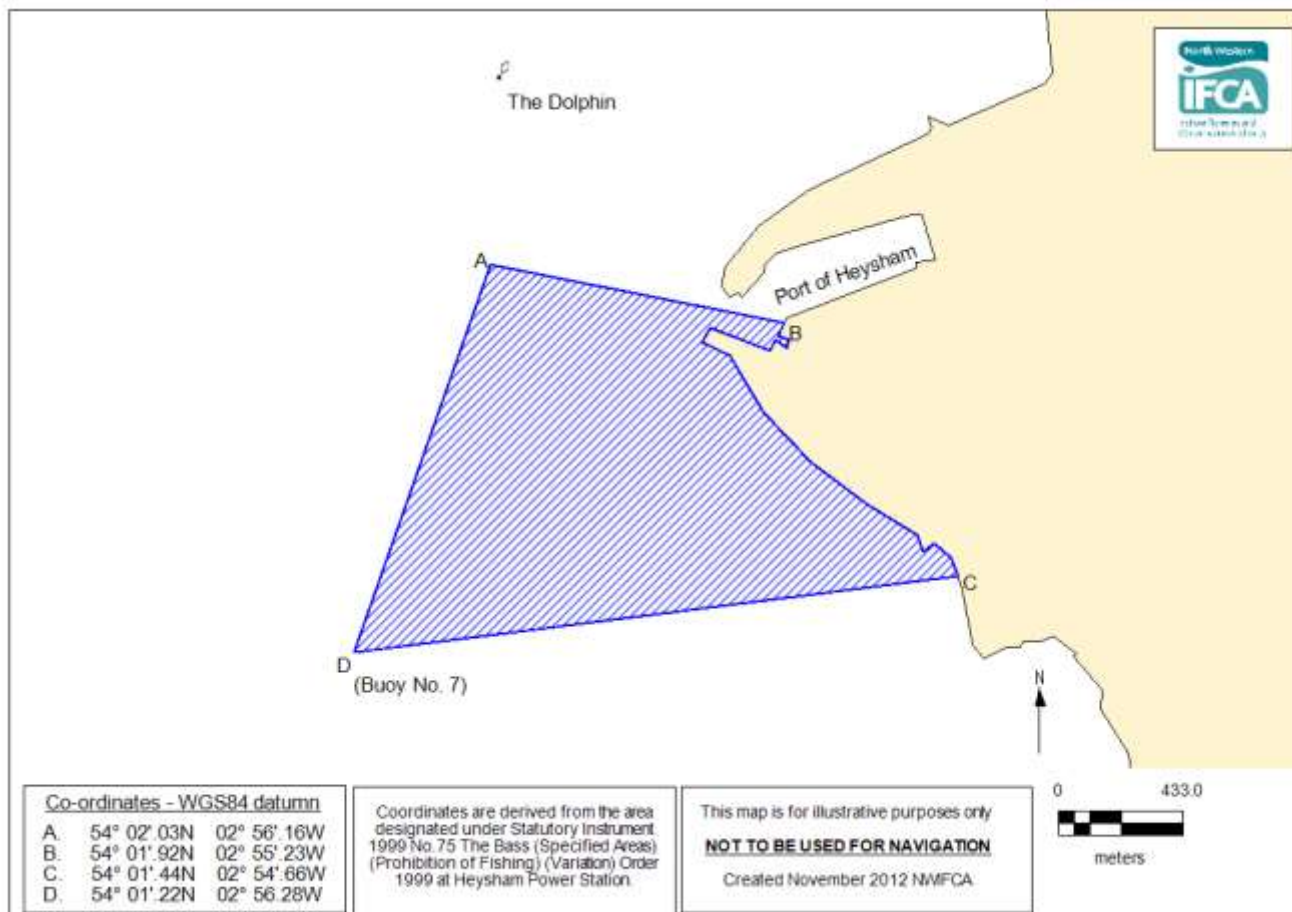 North Western
IFCA
The Dolphin
A
Port of Heysham
B
C
D
(Buoy No. 7)
N
Co-ordinates - WGS84 datumn
A. 54° 02'.03N 02° 56'.16W
B. 54° 01'.92N 02° 55'.23W
C. 54° 01'.44N 02° 54'.66W
D. 54° 01'.22N 02° 56.28W
Coordinates are derived from the area
designated under Statutory Instrument
1999 No.75 The Bass (Specified Areas)
(Prohibition of Fishing) (Variation) Order
1999 at Heysham Power Station.
This map is for illustrative purposes only
NOT TO BE USED FOR NAVIGATION
Created November 2012 NWIFCA
0 433.0
meters